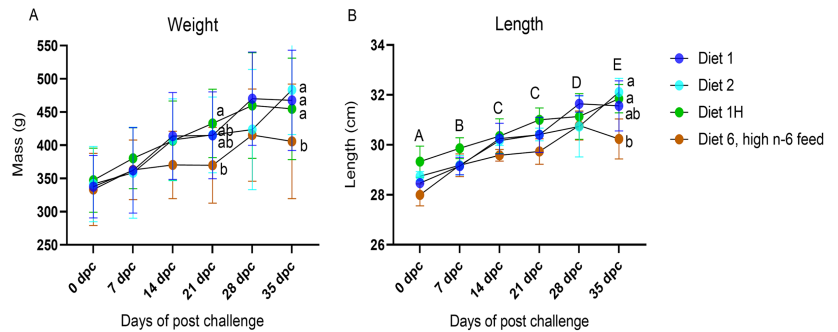 A
Weight
550
500
450
400
350
300
250
Mass (g)
a
ab
ab
b
a
a
a
b
0 dpc
7 dpc
14 dpc
21 dpc
28 dpc
35 dpc
Days of post challenge
B
Length
34
32
30
28
26
Length (cm)
A
B
C
C
D
E
a
a
ab
b
0 dpc
7 dpc
14 dpc
21 dpc
28 dpc
35 dpc
Days of post challenge
Diet 1
Diet 2
Diet 1H
Diet 6, high n-6 feed